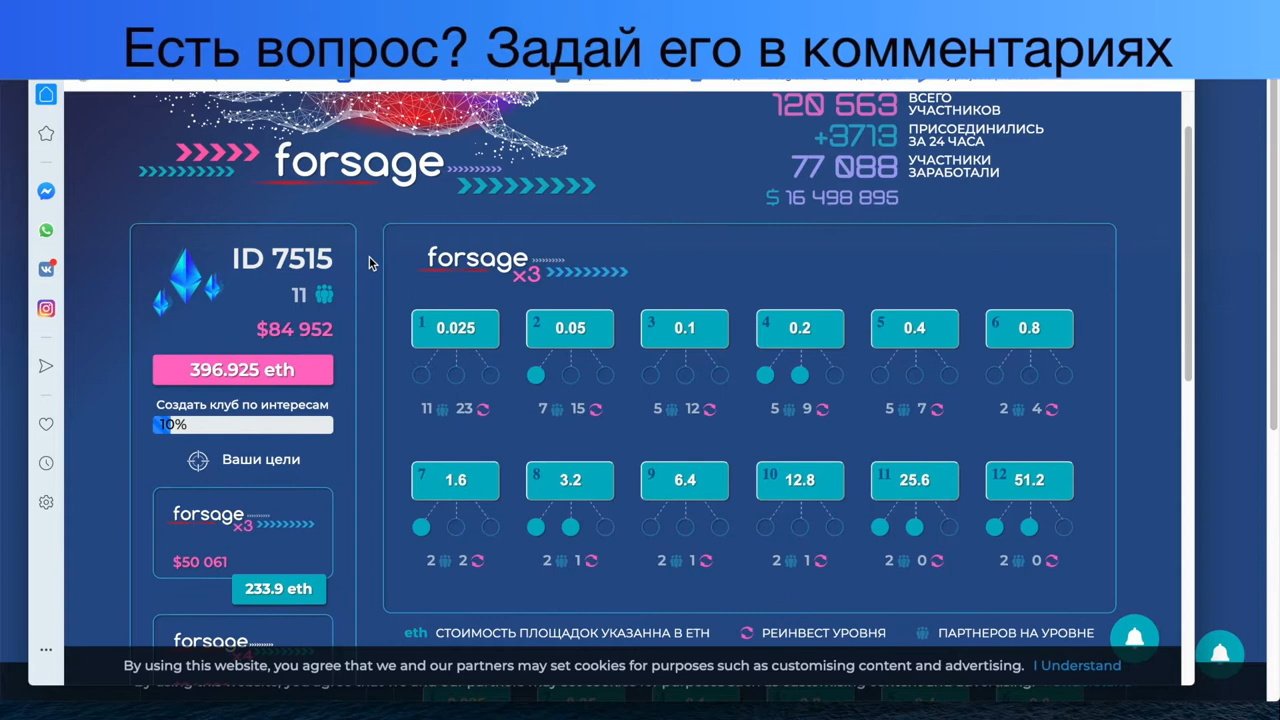 Есть вопрос? Задай его в комментариях
120 563 ВСЕГО УЧАСТНИКОВ
+3713 ПРИСОЕДИНИЛИСЬ ЗА 24 ЧАСА
77 088 УЧАСТНИКИ ЗАРАБОТАЛИ
$ 16 498 895
forsage
ID 7515
11
$84 952
396.925 eth
Создать клуб по интересам
10%
Ваши цели
forsage
x3
$50 061
233.9 eth
forsage
forsage
x3
1 0.025 2 0.05 3 0.1 4 0.2 5 0.4 6 0.8
11 23 7 15 5 12 5 9 5 7 2 4
7 1.6 8 3.2 9 6.4 10 12.8 11 25.6 12 51.2
2 2 2 1 2 1 2 1 2 0 2 0
eth СТОИМОСТЬ ПЛОЩАДОК УКАЗАННА В ETH РЕИНВЕСТ УРОВНЯ ПАРТНЕРОВ НА УРОВНЕ
By using this website, you agree that we and our partners may set cookies for purposes such as customising content and advertising. I Understand